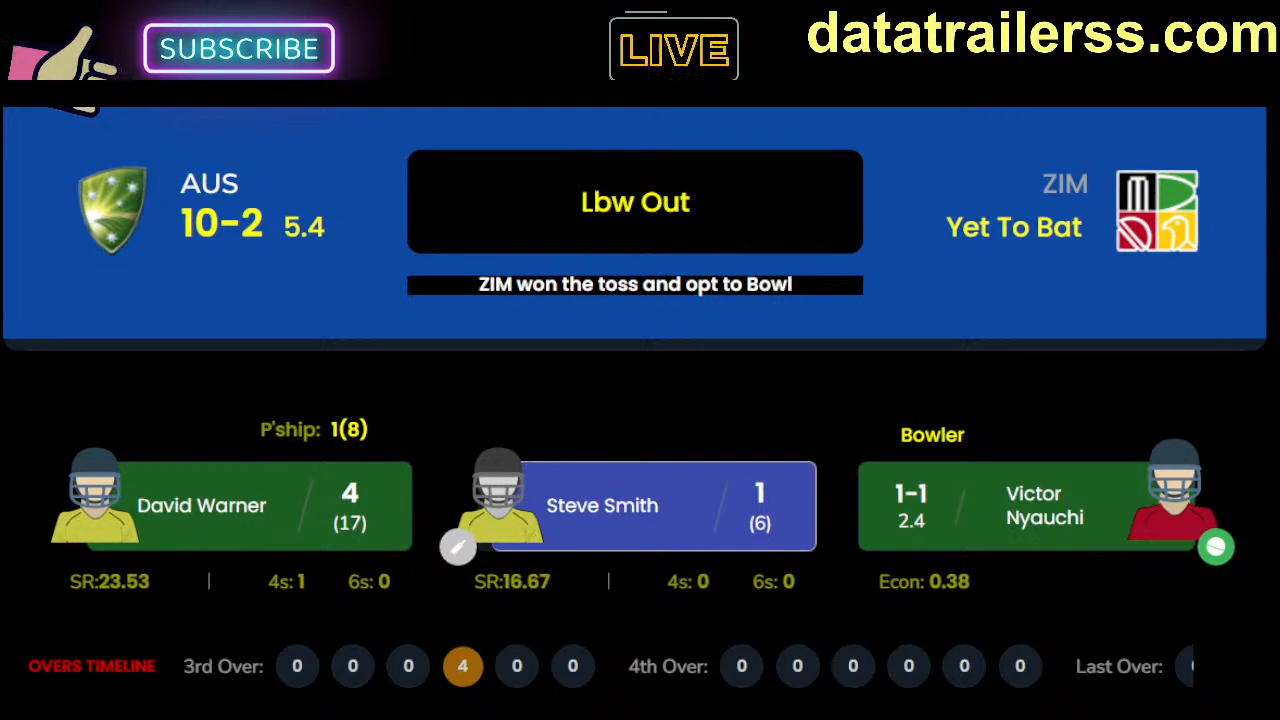 SUBSCRIBE
LIVE
datatrailerss.com
AUS
10-2 5.4
Lbw Out
ZIM
Yet To Bat
ZIM won the toss and opt to Bowl
P'ship: 1(8)
Bowler
David Warner
4
(17)
Steve Smith
1
(6)
1-1
2.4
Victor
Nyauchi
SR:23.53 | 4s: 1 6s: 0
SR:16.67 | 4s: 0 6s: 0
Econ: 0.38
OVERS TIMELINE 3rd Over: 0 0 0 4 0 0 4th Over: 0 0 0 0 0 0 Last Over: